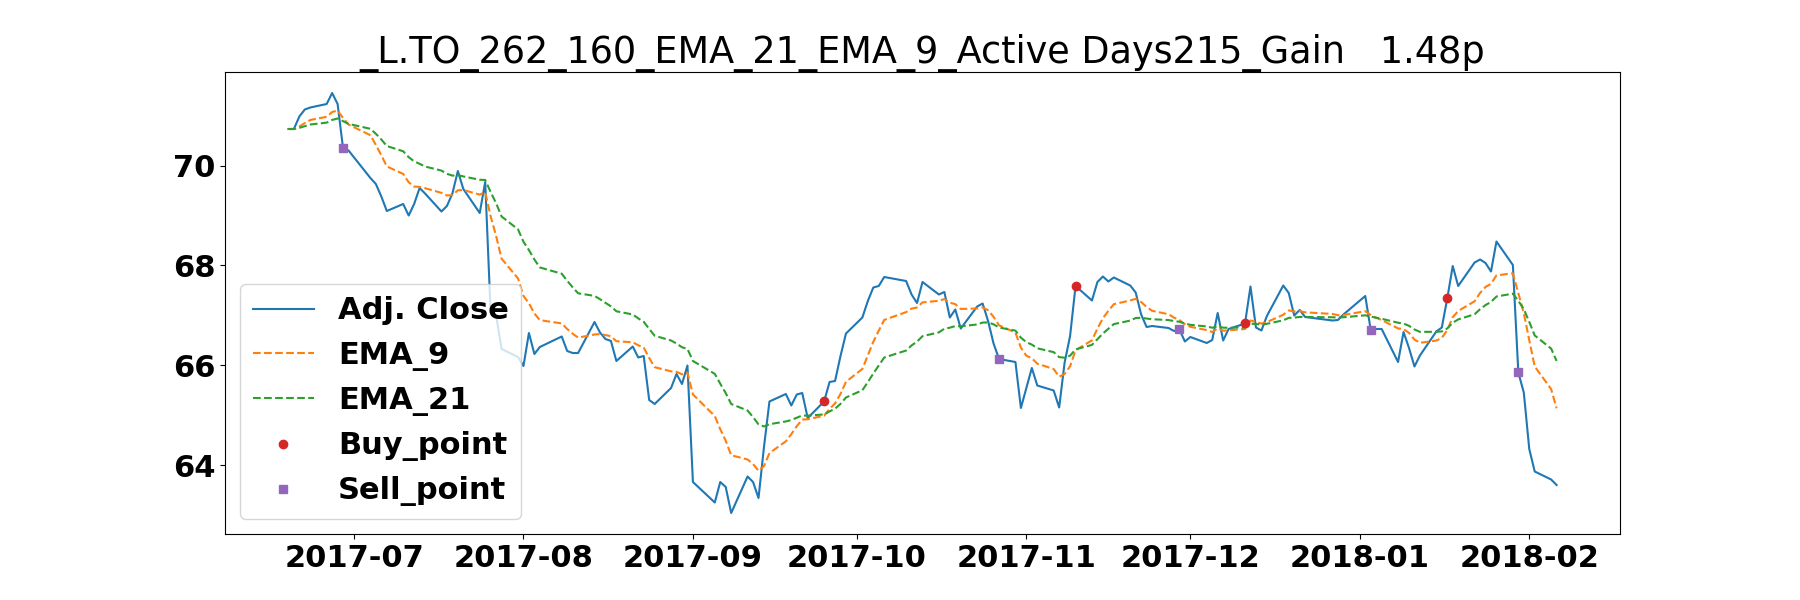 _L.TO_262_160_EMA_21_EMA_9_Active Days215_Gain   1.48p
70
68
66
64
Adj. Close
EMA_9
EMA_21
Buy_point
Sell_point
2017-07 2017-08 2017-09 2017-10 2017-11 2017-12 2018-01 2018-02